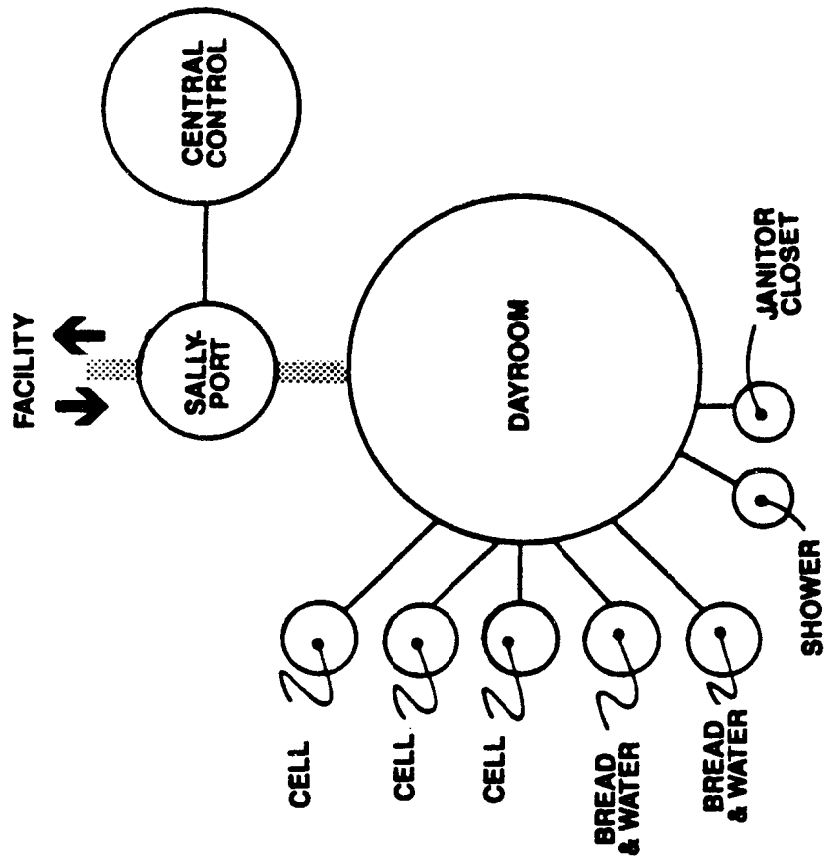 FACILITY
SALLY-
PORT
CENTRAL
CONTROL
DAYROOM
CELL
CELL
CELL
BREAD
& WATER
BREAD
& WATER
SHOWER
JANITOR
CLOSET